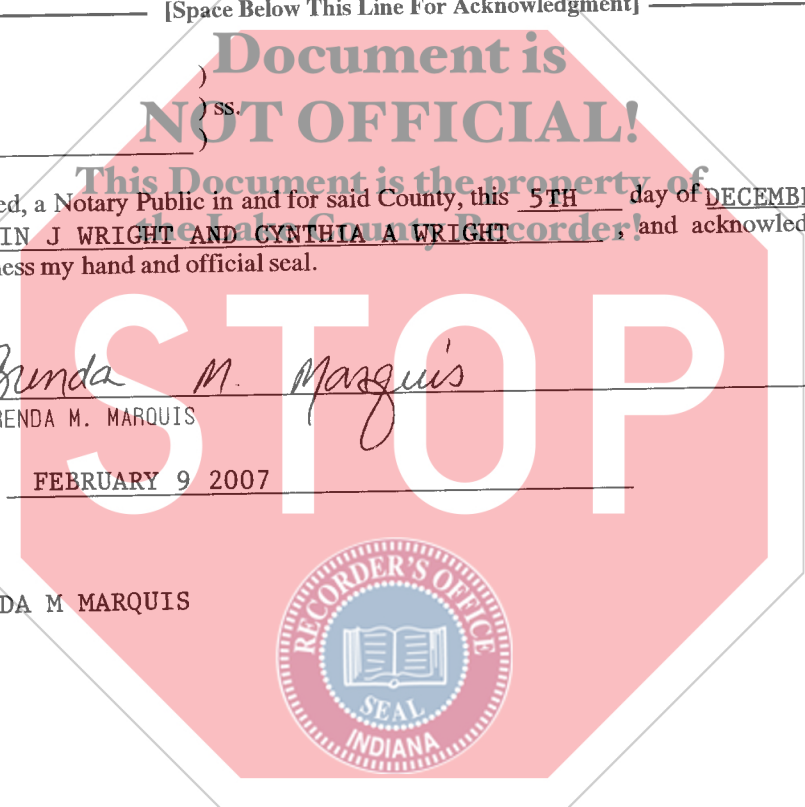 [Space Below This Line For Acknowledgment]
Document is
)
NOT OFFICIAL!
) ss.
)
This Document is the property of
ed, a Notary Public in and for said County, this 5TH day of DECEMB
the Lake County Recorder!
IN J WRIGHT AND CYNTHIA A WRIGHT , and acknowled
ess my hand and official seal.
STOP
Brenda M. Marquis
RENDA M. MARQUIS
FEBRUARY 9 2007
DA M MARQUIS
RECORDER'S OFFICE
SEAL
INDIANA